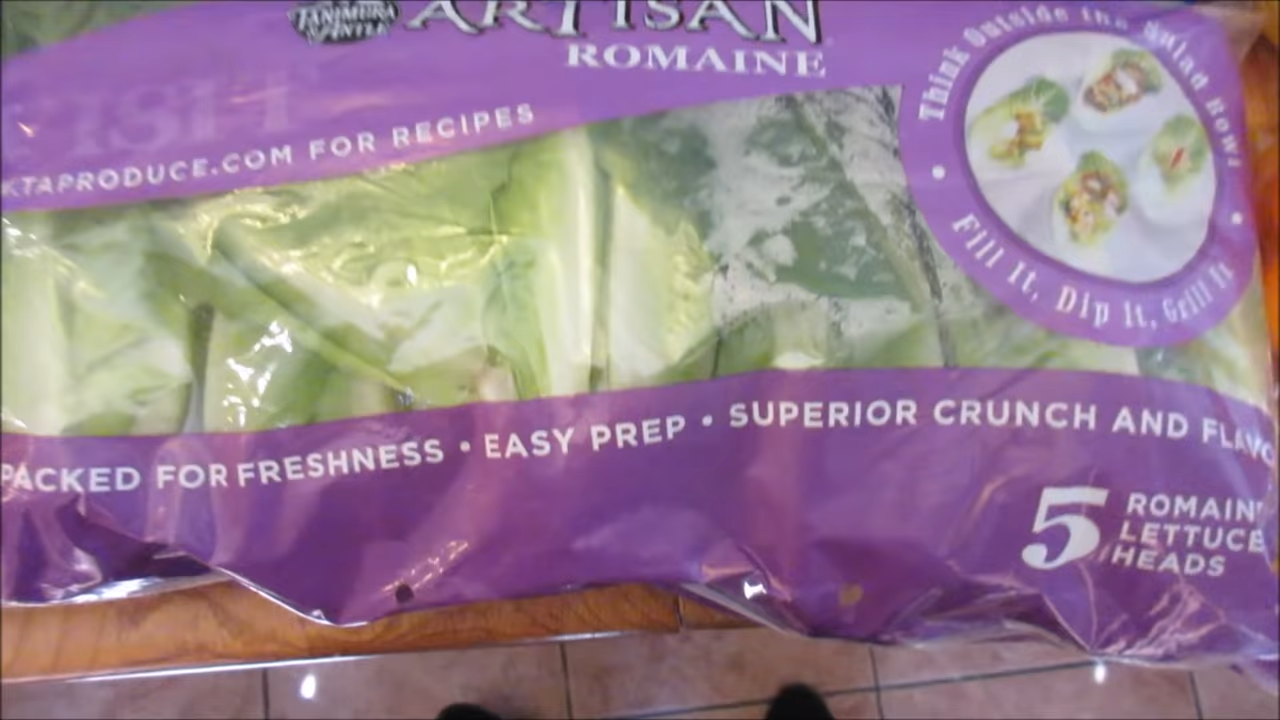 TANIMURA
& ANTLE
ARTISAN
ROMAINE
FOR RECIPES
KTAPRODUCE.COM
Think Outside the Salad Bowl
Fill It, Dip it, Grill It
PACKED FOR FRESHNESS • EASY PREP • SUPERIOR CRUNCH AND FLAVO
5 ROMAIN
LETTUCE
HEADS